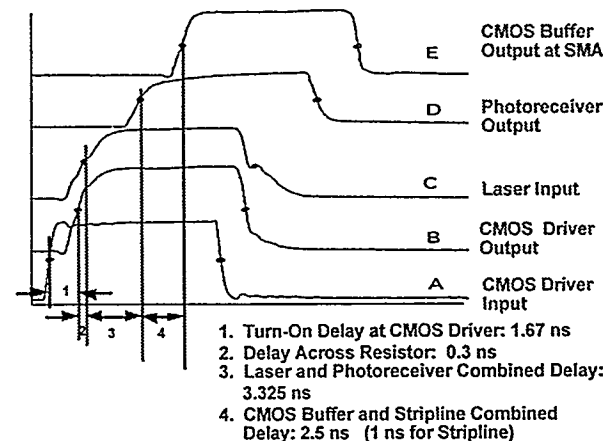 E CMOS Buffer
Output at SMA
D Photoreceiver
Output
C Laser Input
B CMOS Driver
Output
A CMOS Driver
Input
1
2 3 4
1. Turn-On Delay at CMOS Driver: 1.67 ns
2. Delay Across Resistor: 0.3 ns
3. Laser and Photoreceiver Combined Delay:
3.325 ns
4. CMOS Buffer and Stripline Combined
Delay: 2.5 ns (1 ns for Stripline)